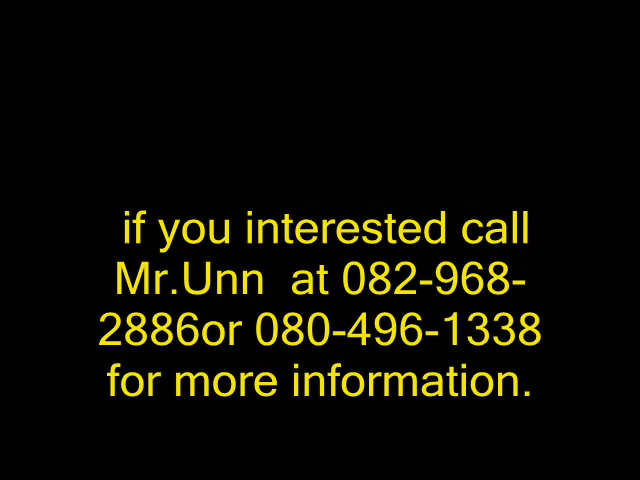 if you interested call
Mr.Unn  at 082-968-
2886or 080-496-1338
for more information.